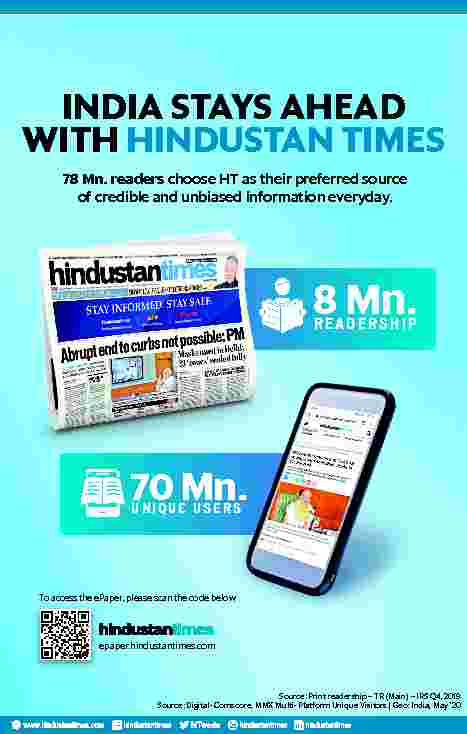 INDIA STAYS AHEAD
WITH HINDUSTAN TIMES
78 Mn. readers choose HT as their preferred source
of credible and unbiased information everyday.
hindustantimes
STAY INFORMED. STAY SAFE
Abrupt end to curbs not possible: PM
8 Mn.
READERSHIP
70 Mn.
UNIQUE USERS
To access the ePaper, please scan the code below
hindustantimes
epaper.hindustantimes.com
Source: Print readership – TR (Main) – IRS Q4, 2019
Source: Digital- Comscore, MMX Multi- Platform Unique Visitors | Geo: India, May '20
www.hindustantimes.com hindustantimes HTTweets hindustantimes hindustantimes